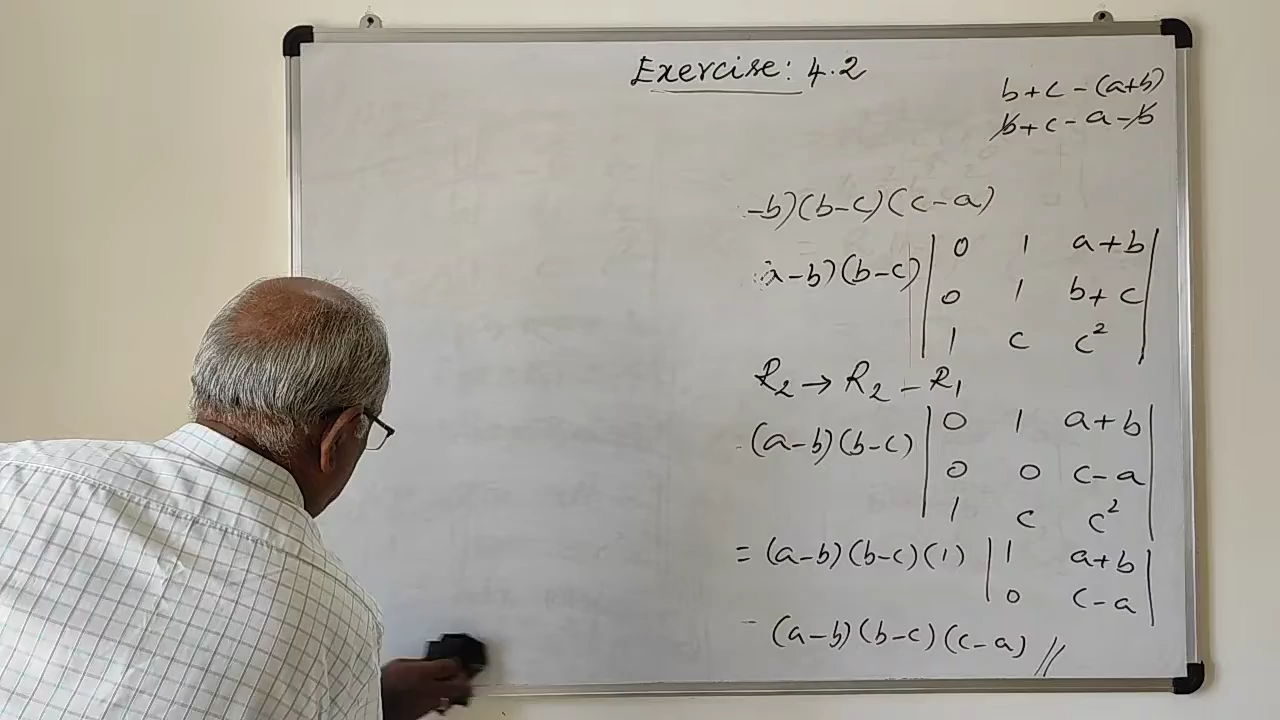 Exercise: 4.2
b+c-(a+b)
b+c-a-b
-b)(b-c)(c-a)
a-b)(b-c) | 0 1 a+b |
| 0 1 b+c |
| 1 c c² |
R₂ → R₂ - R₁
(a-b)(b-c) | 0 1 a+b |
| 0 0 c-a |
| 1 c c² |
= (a-b)(b-c)(1) | 1 a+b |
| 0 c-a |
- (a-b)(b-c)(c-a) //